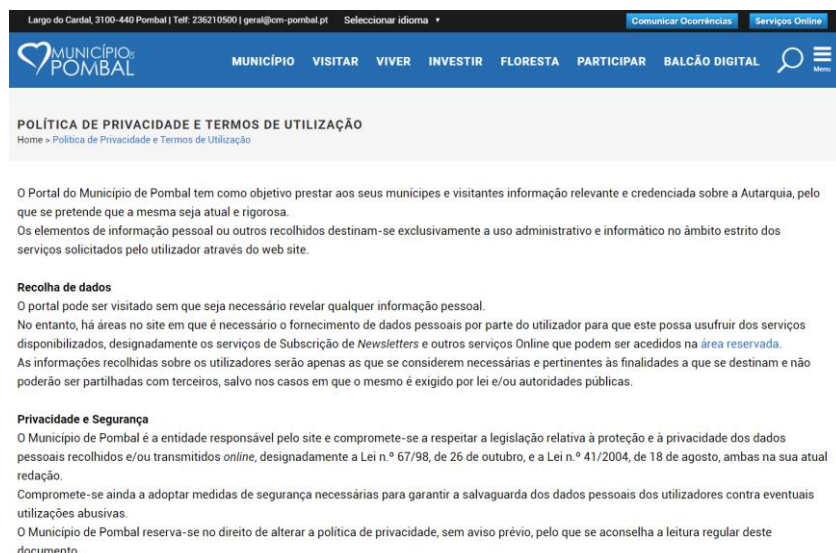 Largo do Cardal, 3100-440 Pombal | Telf: 236210500 | geral@cm-pombal.pt Seleccionar idioma ▼ Comunicar Ocorrências Serviços Online
MUNICÍPIO DE
POMBAL
MUNICÍPIO VISITAR VIVER INVESTIR FLORESTA PARTICIPAR BALCÃO DIGITAL Menu
POLÍTICA DE PRIVACIDADE E TERMOS DE UTILIZAÇÃO
Home > Política de Privacidade e Termos de Utilização
O Portal do Município de Pombal tem como objetivo prestar aos seus munícipes e visitantes informação relevante e credenciada sobre a Autarquia, pelo
que se pretende que a mesma seja atual e rigorosa.
Os elementos de informação pessoal ou outros recolhidos destinam-se exclusivamente a uso administrativo e informático no âmbito estrito dos
serviços solicitados pelo utilizador através do web site.
Recolha de dados
O portal pode ser visitado sem que seja necessário revelar qualquer informação pessoal.
No entanto, há áreas no site em que é necessário o fornecimento de dados pessoais por parte do utilizador para que este possa usufruir dos serviços
disponibilizados, designadamente os serviços de Subscrição de Newsletters e outros serviços Online que podem ser acedidos na área reservada.
As informações recolhidas sobre os utilizadores serão apenas as que se considerem necessárias e pertinentes às finalidades a que se destinam e não
poderão ser partilhadas com terceiros, salvo nos casos em que o mesmo é exigido por lei e/ou autoridades públicas.
Privacidade e Segurança
O Município de Pombal é a entidade responsável pelo site e compromete-se a respeitar a legislação relativa à proteção e à privacidade dos dados
pessoais recolhidos e/ou transmitidos online, designadamente a Lei n.º 67/98, de 26 de outubro, e a Lei n.º 41/2004, de 18 de agosto, ambas na sua atual
redação.
Compromete-se ainda a adoptar medidas de segurança necessárias para garantir a salvaguarda dos dados pessoais dos utilizadores contra eventuais
utilizações abusivas.
O Município de Pombal reserva-se no direito de alterar a política de privacidade, sem aviso prévio, pelo que se aconselha a leitura regular deste
documento.